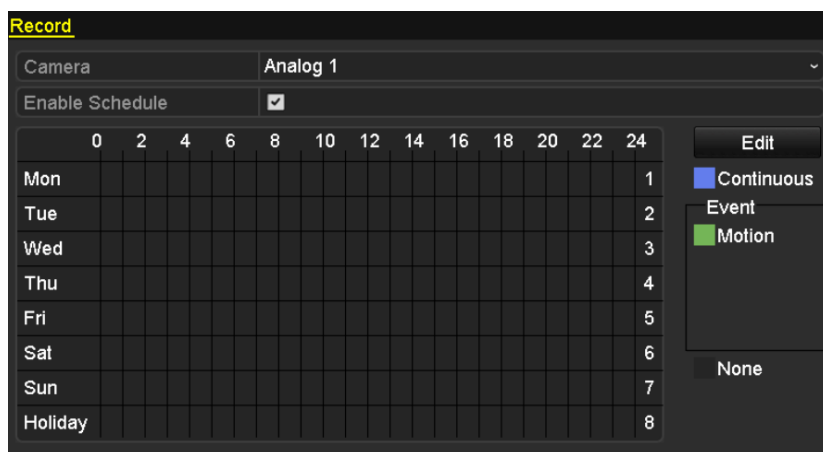 Record
Camera Analog 1
Enable Schedule
0 2 4 6 8 10 12 14 16 18 20 22 24
Edit
Mon 1
Continuous
Tue 2
Event
Wed 3
Motion
Thu 4
Fri 5
Sat 6
None
Sun 7
Holiday 8